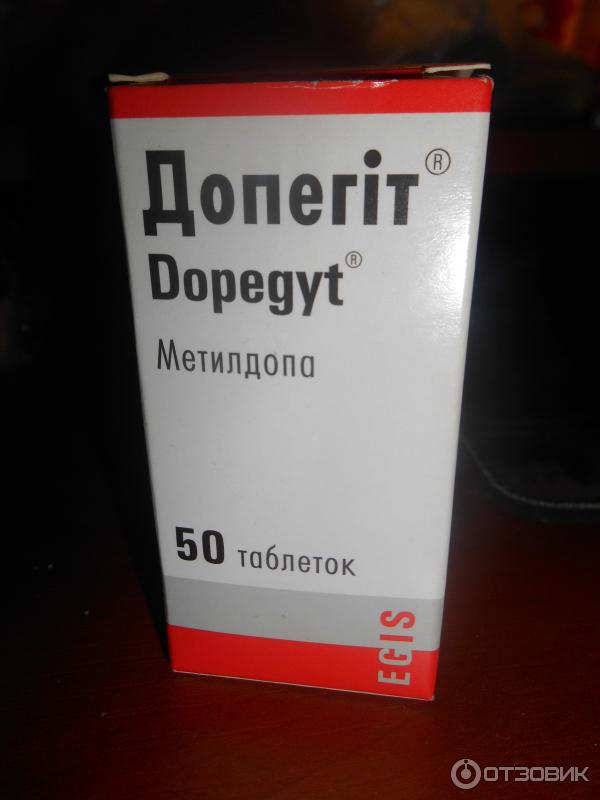 Допегіт®
Dopegyt®
Метилдопа
50 таблеток
EGIS
ОТЗОВИК